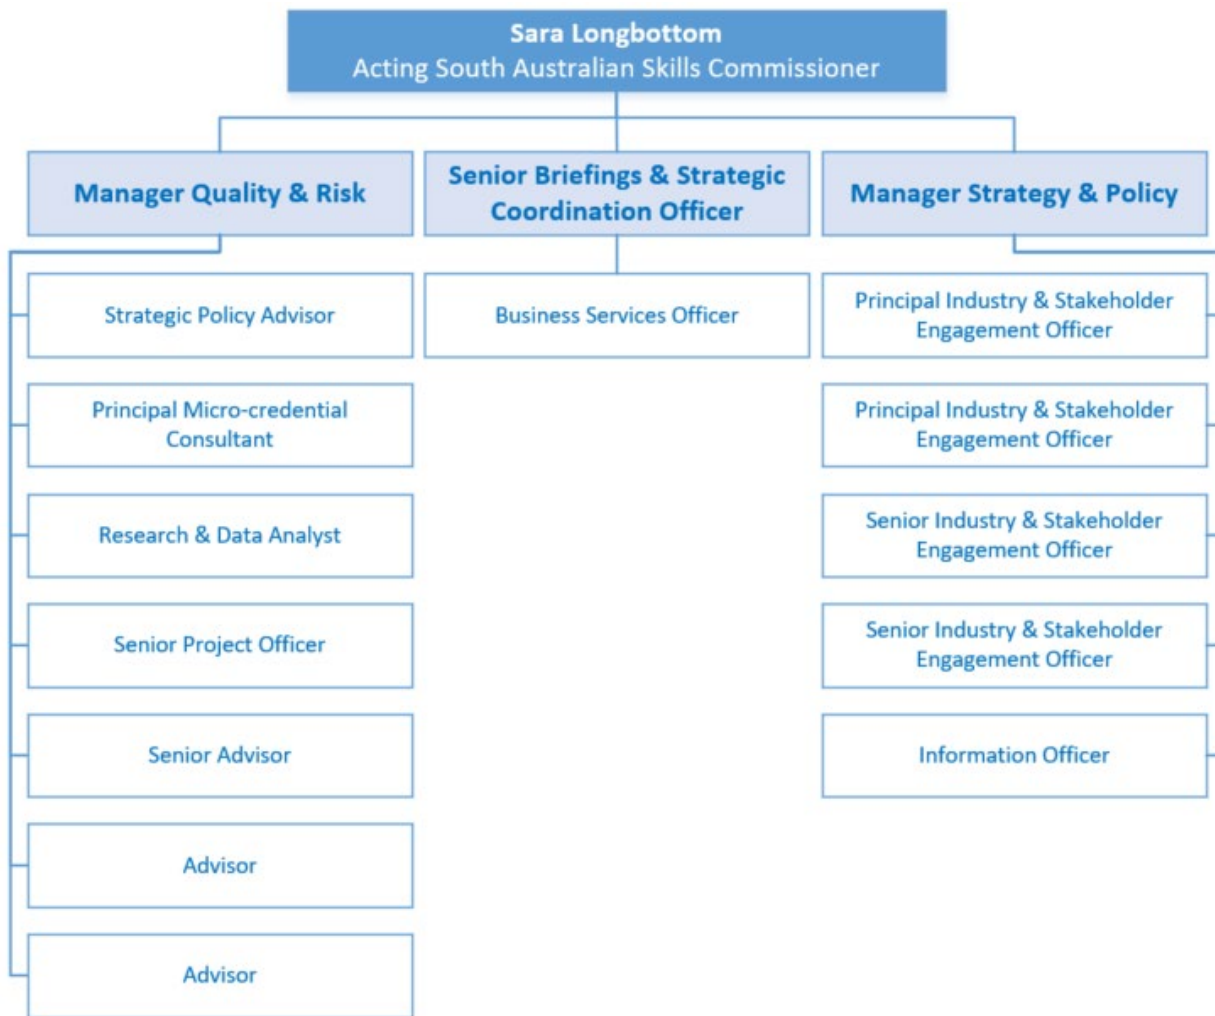 Sara Longbottom
Acting South Australian Skills Commissioner
Manager Quality & Risk
Senior Briefings & Strategic
Coordination Officer
Manager Strategy & Policy
Strategic Policy Advisor
Business Services Officer
Principal Industry & Stakeholder
Engagement Officer
Principal Micro-credential
Consultant
Principal Industry & Stakeholder
Engagement Officer
Research & Data Analyst
Senior Industry & Stakeholder
Engagement Officer
Senior Project Officer
Senior Industry & Stakeholder
Engagement Officer
Senior Advisor
Information Officer
Advisor
Advisor